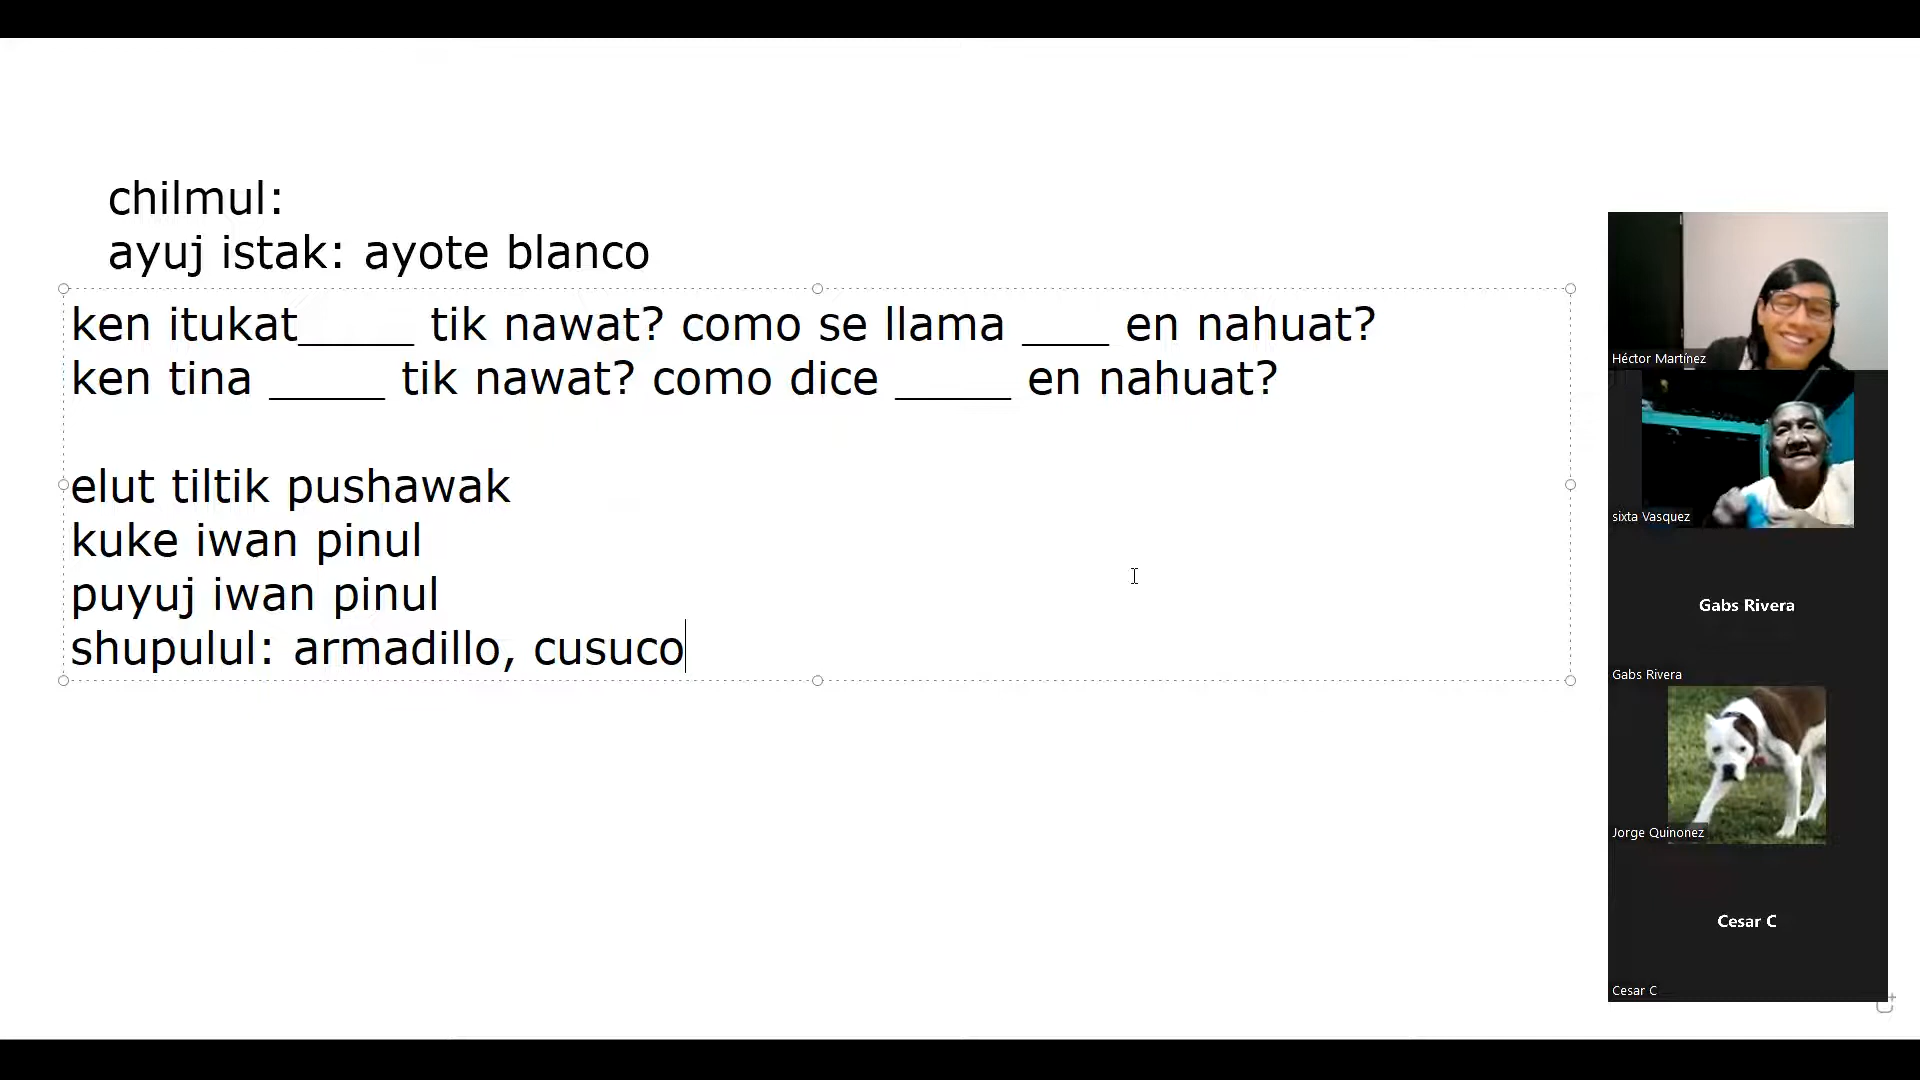 chilmul:
ayuj istak: ayote blanco
ken itukat_____ tik nawat? como se llama ____ en nahuat?
ken tina _____ tik nawat? como dice _____ en nahuat?
elut tiltik pushawak
kuke iwan pinul
puyuj iwan pinul
shupulul: armadillo, cusuco
Héctor Martínez
sixta Vasquez
Gabs Rivera
Gabs Rivera
Jorge Quinonez
Cesar C
Cesar C